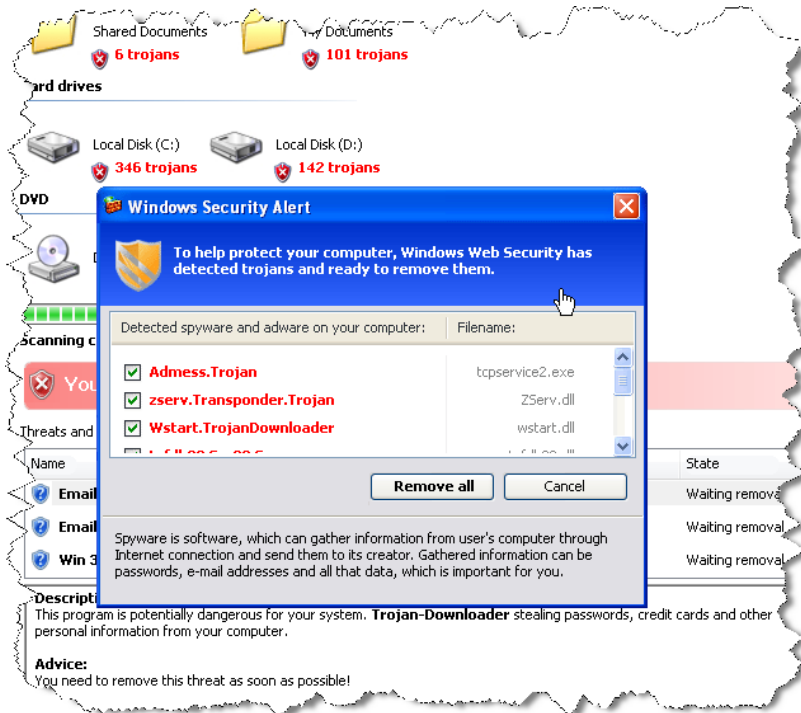 Shared Documents
My Documents
6 trojans
101 trojans
ard drives
Local Disk (C:)
Local Disk (D:)
346 trojans
142 trojans
DVD
Windows Security Alert
To help protect your computer, Windows Web Security has
detected trojans and ready to remove them.
Detected spyware and adware on your computer:
Filename:
Admess.Trojan
tcpservice2.exe
zserv.Transponder.Trojan
ZServ.dll
Wstart.TrojanDownloader
wstart.dll
Scanning c
You
Threats and
Name
State
Remove all
Cancel
Email
Waiting remova
Email
Waiting removal
Win 3
Waiting removal
Spyware is software, which can gather information from user's computer through
Internet connection and send them to its creator. Gathered information can be
passwords, e-mail addresses and all that data, which is important for you.
Descripti
This program is potentially dangerous for your system. Trojan-Downloader stealing passwords, credit cards and other
personal information from your computer.
Advice:
You need to remove this threat as soon as possible!